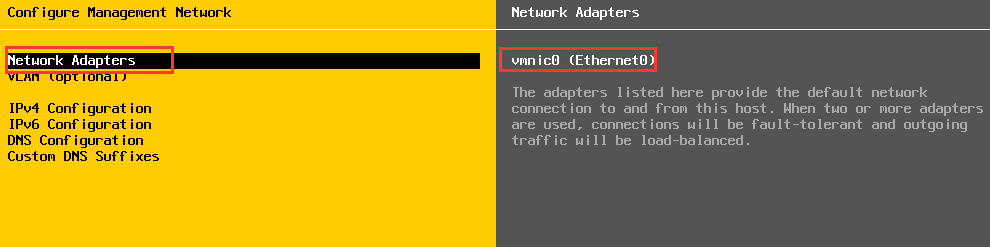 Configure Management Network
Network Adapters
VLAN (optional)
IPv4 Configuration
IPv6 Configuration
DNS Configuration
Custom DNS Suffixes
Network Adapters
vmnic0 (Ethernet0)
The adapters listed here provide the default network
connection to and from this host. When two or more adapters
are used, connections will be fault-tolerant and outgoing
traffic will be load-balanced.